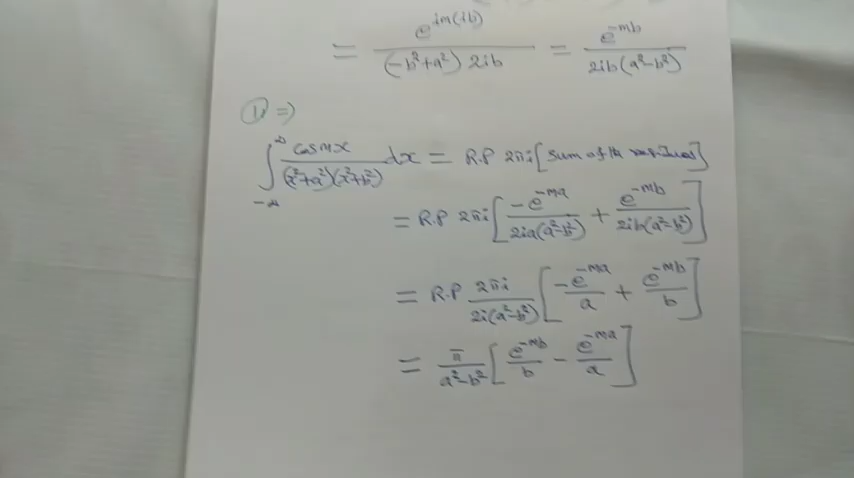 = e^{im(ib)} / (-b²+a²) 2ib = e^{-mb} / 2ib(a²-b²)
① ⇒
∫_{-∞}^{∞} cosmx / (x²+a²)(x²+b²) dx = R.P 2πi [sum of the residues]
= R.P 2πi [ -e^{-ma} / 2ia(a²-b²) + e^{-mb} / 2ib(a²-b²) ]
= R.P 2πi / 2i(a²-b²) [ -e^{-ma} / a + e^{-mb} / b ]
= π / a²-b² [ e^{-mb} / b - e^{-ma} / a ]